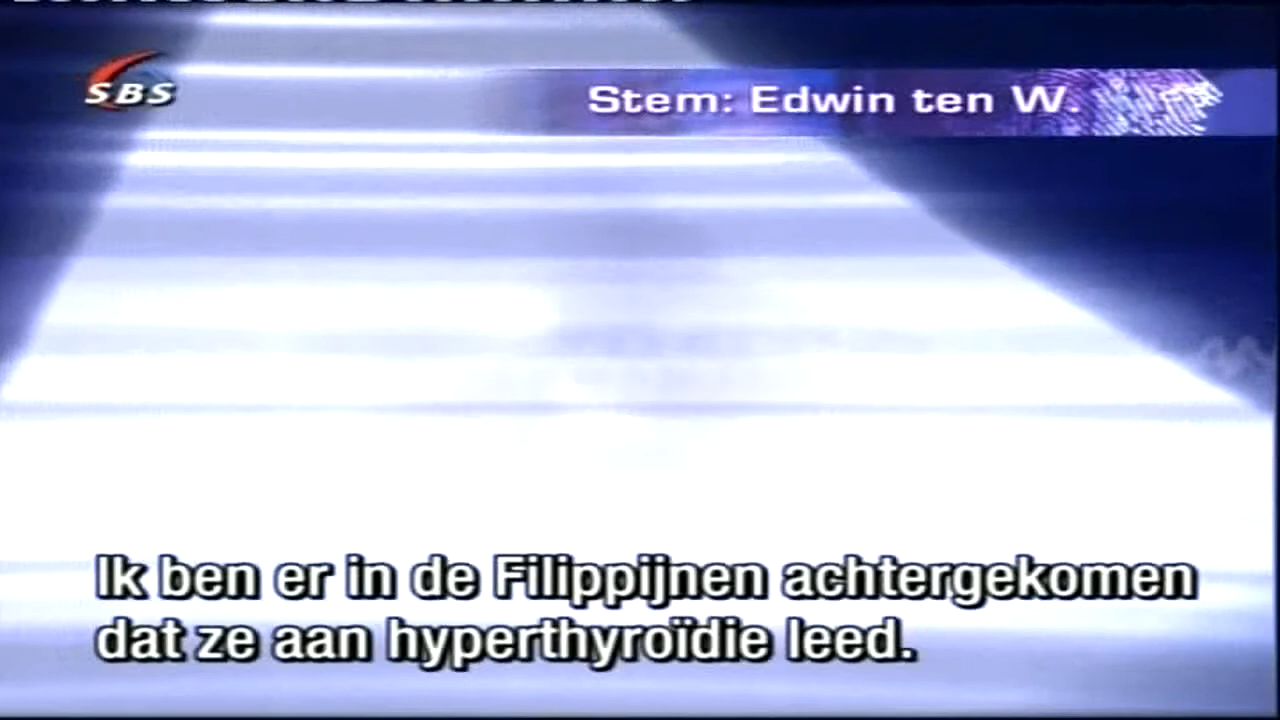 SBS
Stem: Edwin ten W.
Ik ben er in de Filippijnen achtergekomen
dat ze aan hyperthyroïdie leed.